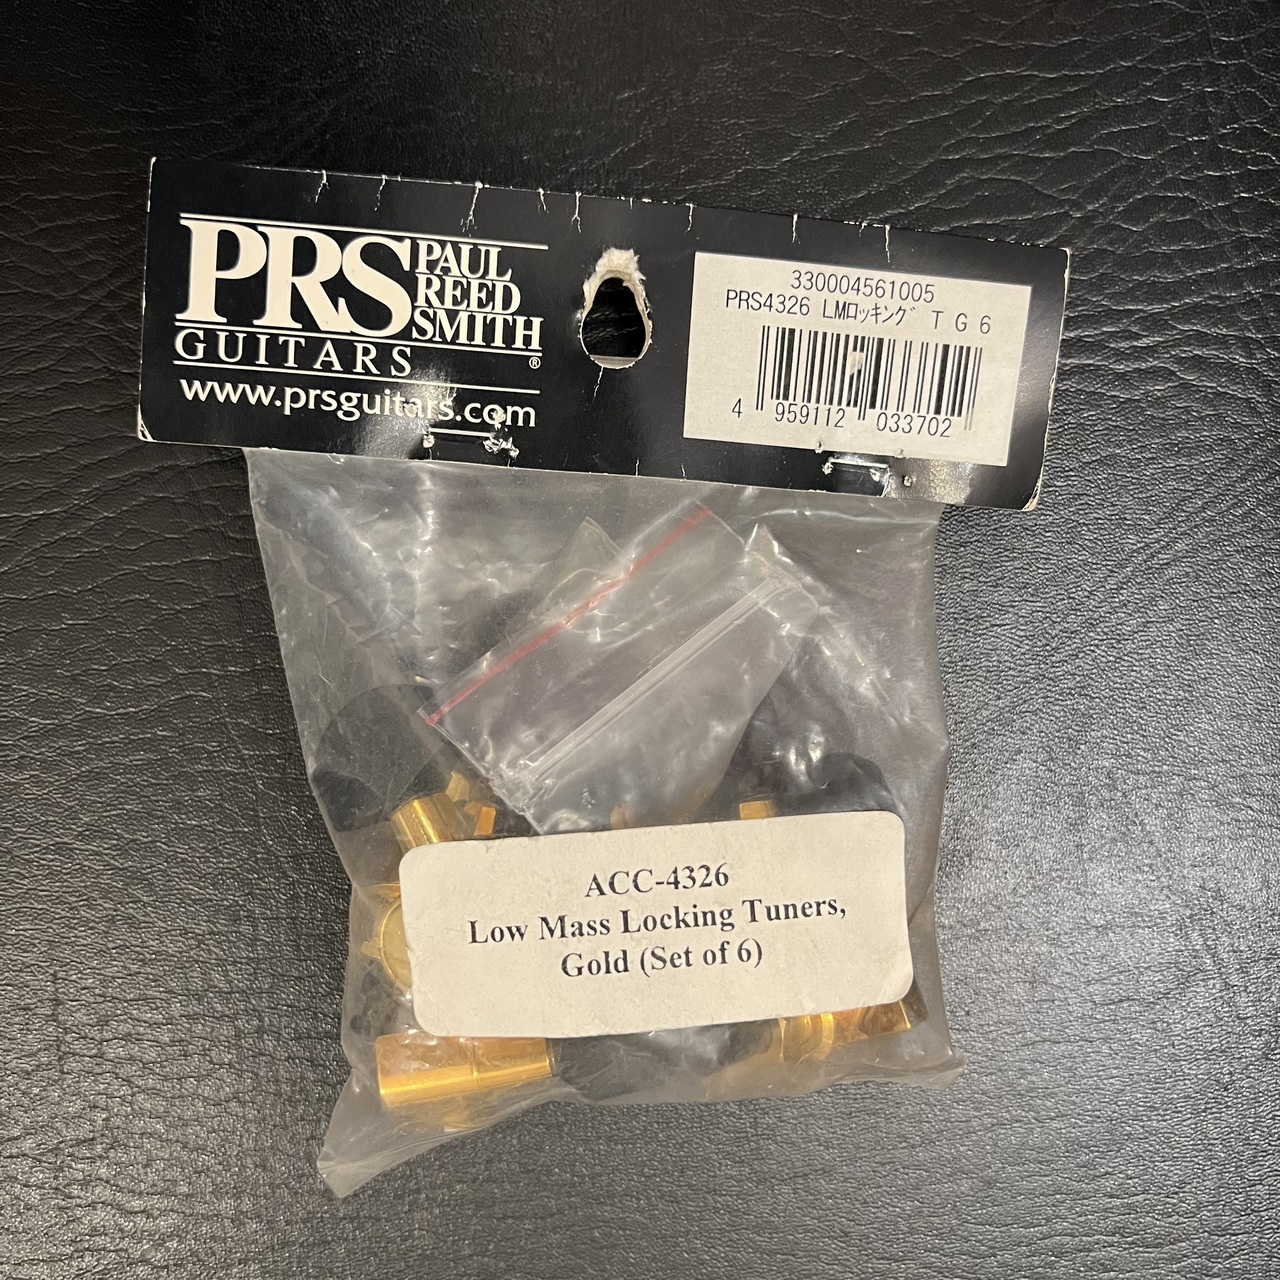 PRS PAUL
REED
SMITH
GUITARS ®
www.prsguitars.com
330004561005
PRS4326 LMﾛｯｷﾝｸﾞ T G 6
4 959112 033702
ACC-4326
Low Mass Locking Tuners,
Gold (Set of 6)